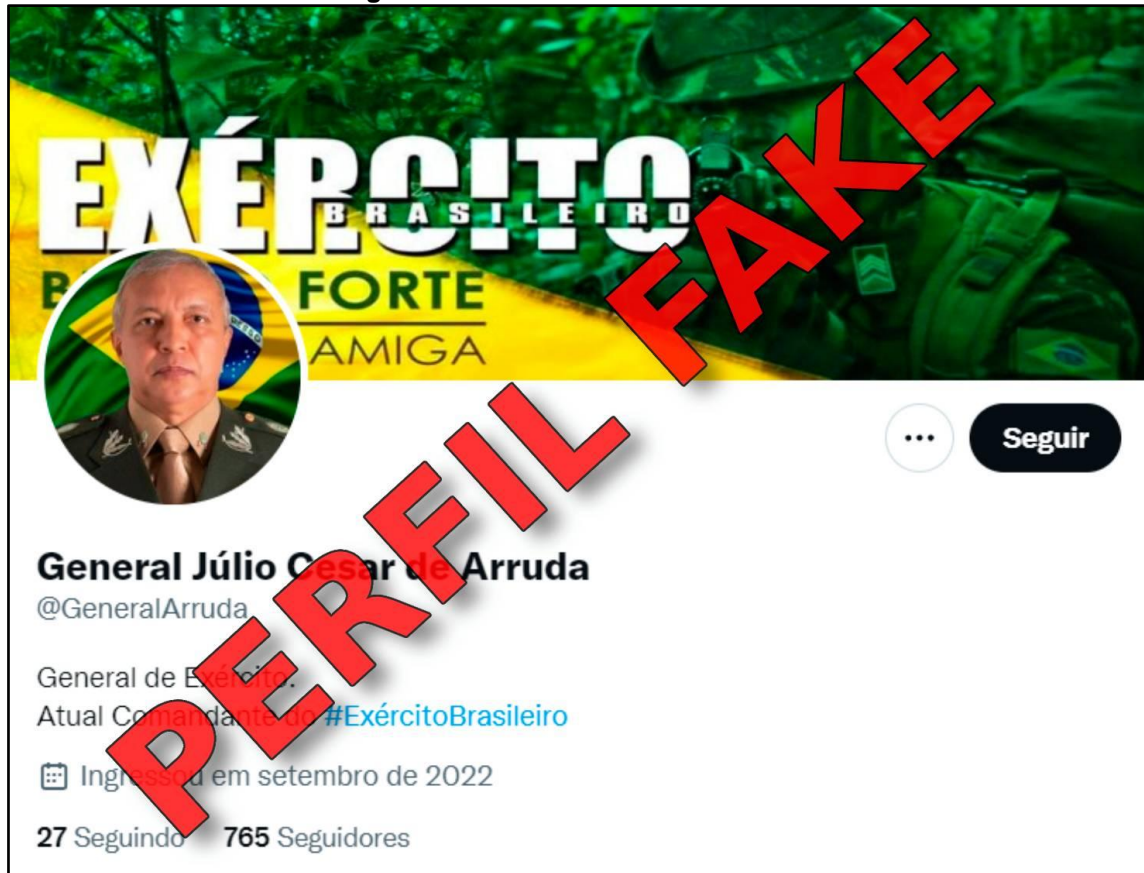 EXÉRCITO
BRASILEIRO
FORTE
AMIGA
PERFIL FAKE
Seguir
General Júlio Cesar de Arruda
@GeneralArruda
General de Exército.
Atual Comandante do #ExércitoBrasileiro
Ingressou em setembro de 2022
27 Seguindo 765 Seguidores